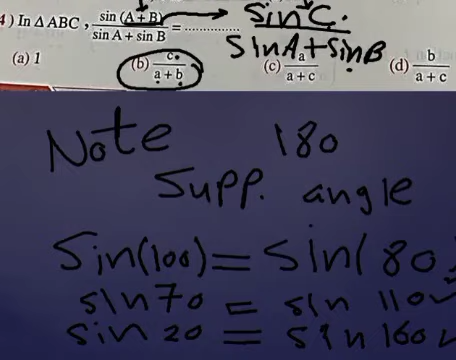 4) In Δ ABC , sin (A + B) / sin A + sin B = .............. sin C. / sin A + sin B
(a) 1 (b) c / a + b (c) a / a + c (d) b / a + c
Note 180
Supp. angle
Sin(100) = Sin( 80
sin 70 = sin 110
sin 20 = sin 160